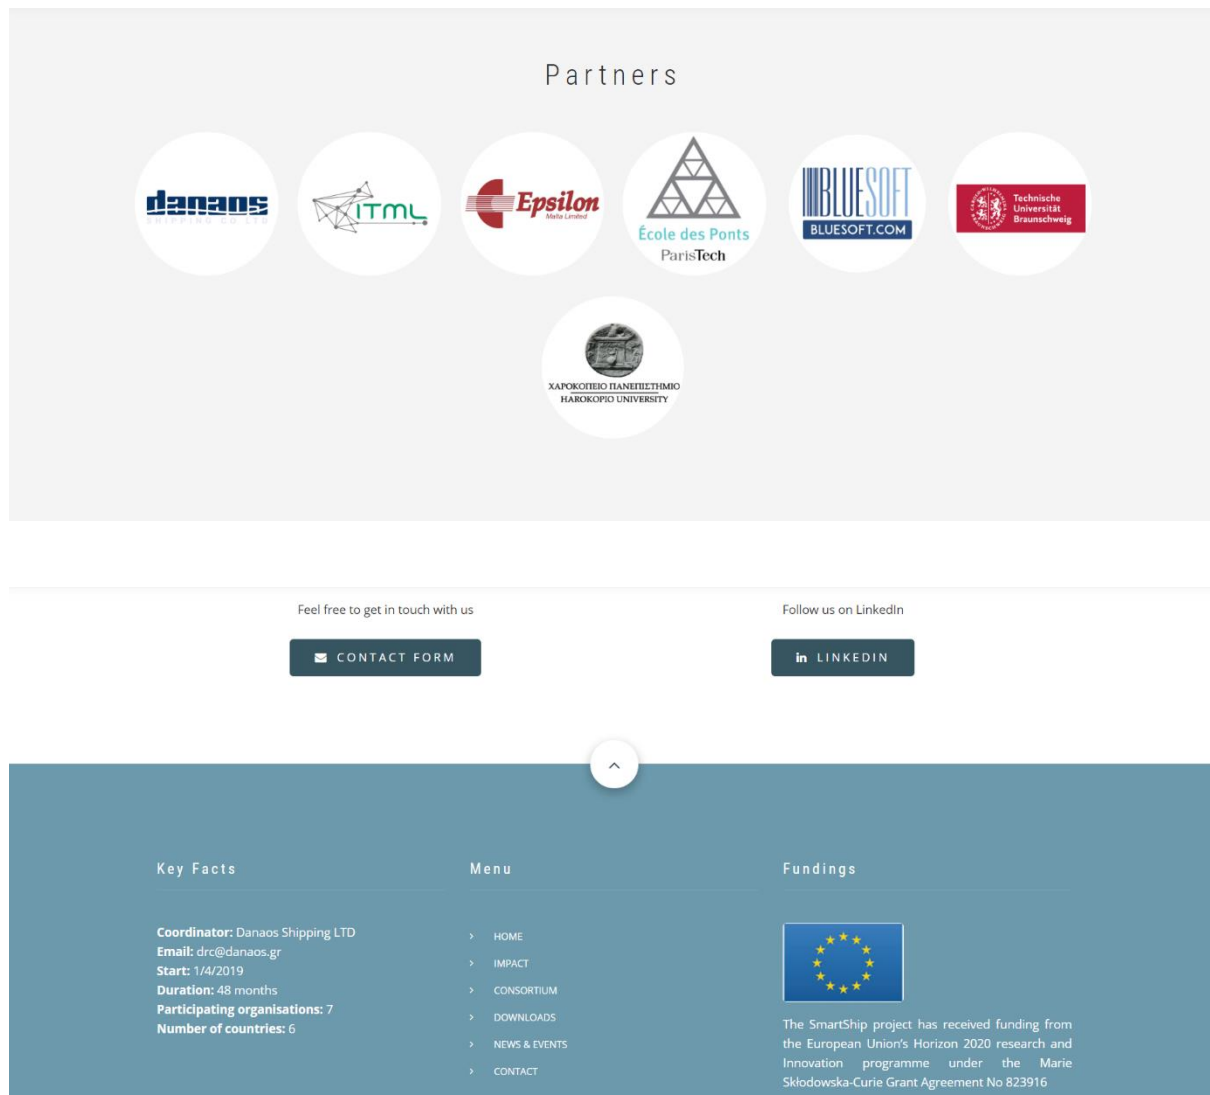 Partners
danaos
SHIPPING CO LTD
ITML
Epsilon
Malta Limited
École des Ponts
ParisTech
BLUESOFT
BLUESOFT.COM
Technische
Universität
Braunschweig
ΧΑΡΟΚΟΠΕΙΟ ΠΑΝΕΠΙΣΤΗΜΙΟ
HAROKOPIO UNIVERSITY
Feel free to get in touch with us
Follow us on LinkedIn
CONTACT FORM
in LINKEDIN
Key Facts
Coordinator: Danaos Shipping LTD
Email: drc@danaos.gr
Start: 1/4/2019
Duration: 48 months
Participating organisations: 7
Number of countries: 6
Menu
HOME
IMPACT
CONSORTIUM
DOWNLOADS
NEWS & EVENTS
CONTACT
Fundings
The SmartShip project has received funding from
the European Union's Horizon 2020 research and
Innovation programme under the Marie
Skłodowska-Curie Grant Agreement No 823916